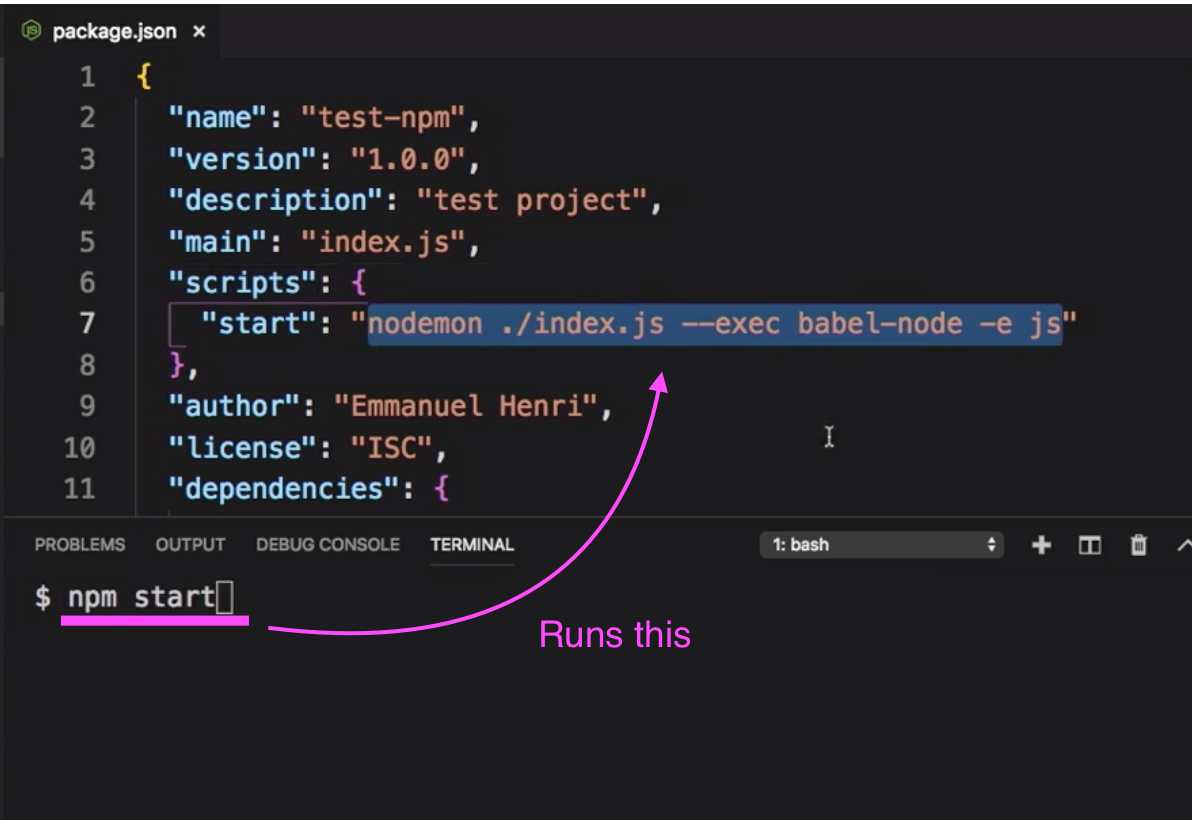 package.json ×
1 {
2 "name": "test-npm",
3 "version": "1.0.0",
4 "description": "test project",
5 "main": "index.js",
6 "scripts": {
7 "start": "nodemon ./index.js --exec babel-node -e js"
8 },
9 "author": "Emmanuel Henri",
10 "license": "ISC",
11 "dependencies": {
PROBLEMS OUTPUT DEBUG CONSOLE TERMINAL 1: bash
$ npm start
Runs this